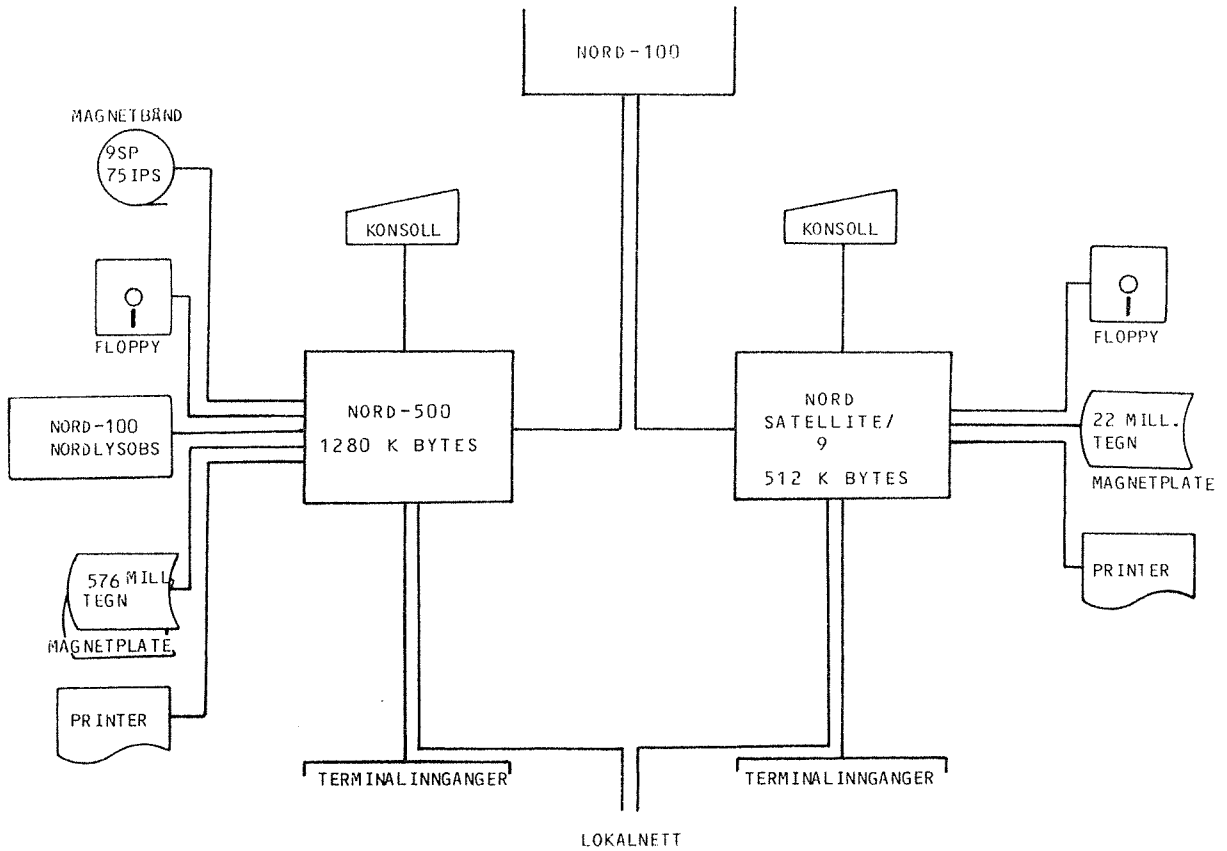 NORD-100
MAGNETBÅND
9SP
75IPS
KONSOLL
KONSOLL
FLOPPY
FLOPPY
NORD-500
1280 K BYTES
NORD
SATELLITE/
9
512 K BYTES
NORD-100
NORDLYSOBS
22 MILL.
TEGN
MAGNETPLATE
576 MILL.
TEGN
MAGNETPLATE
PRINTER
PRINTER
TERMINALINNGANGER
TERMINALINNGANGER
LOKALNETT